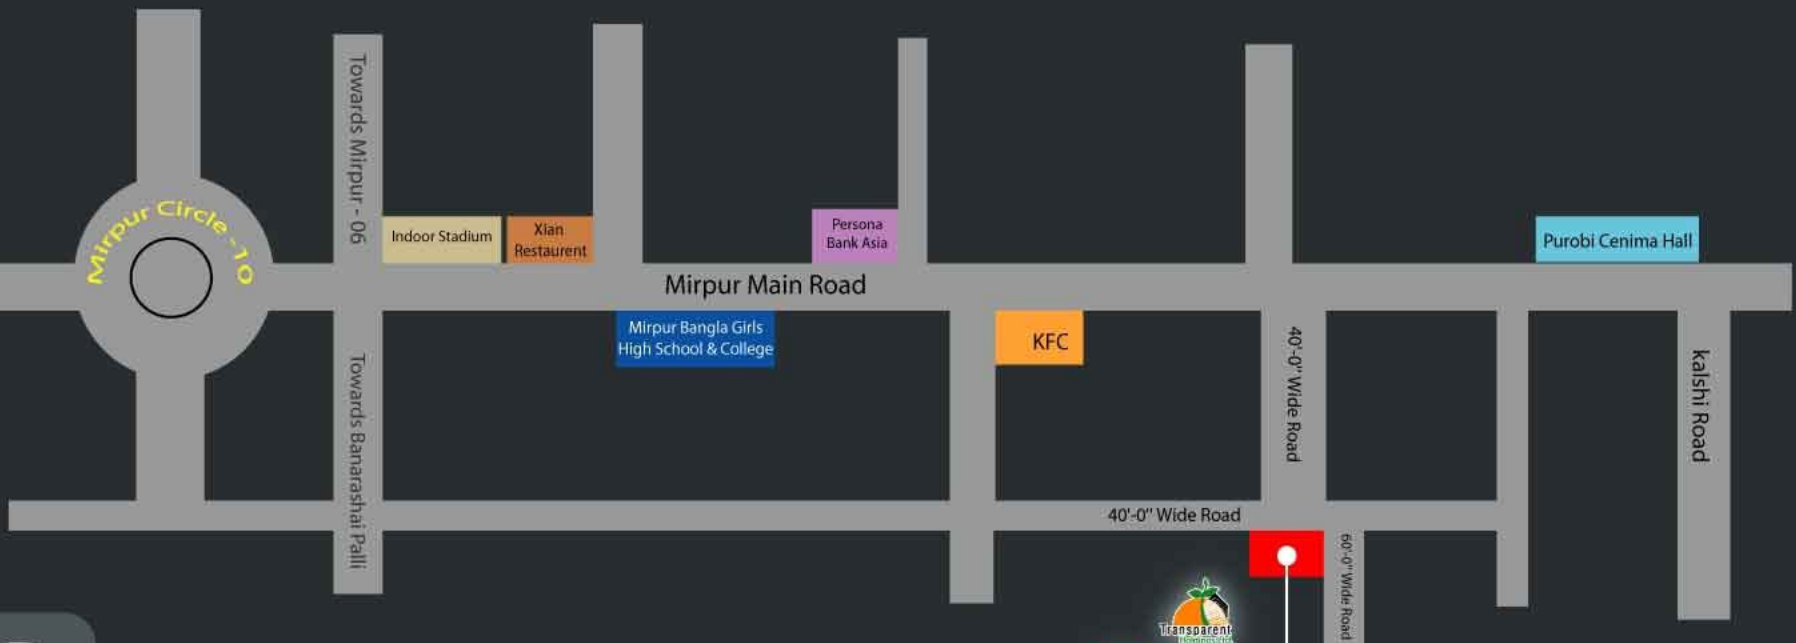 Mirpur Circle -10
Towards Mirpur - 06
Indoor Stadium
Xian
Restaurent
Persona
Bank Asia
Purobi Cenima Hall
Mirpur Main Road
Mirpur Bangla Girls
High School & College
KFC
40'-0" Wide Road
kalshi Road
Towards Banarashai Palli
40'-0" Wide Road
60'-0" Wide Road
Transparent